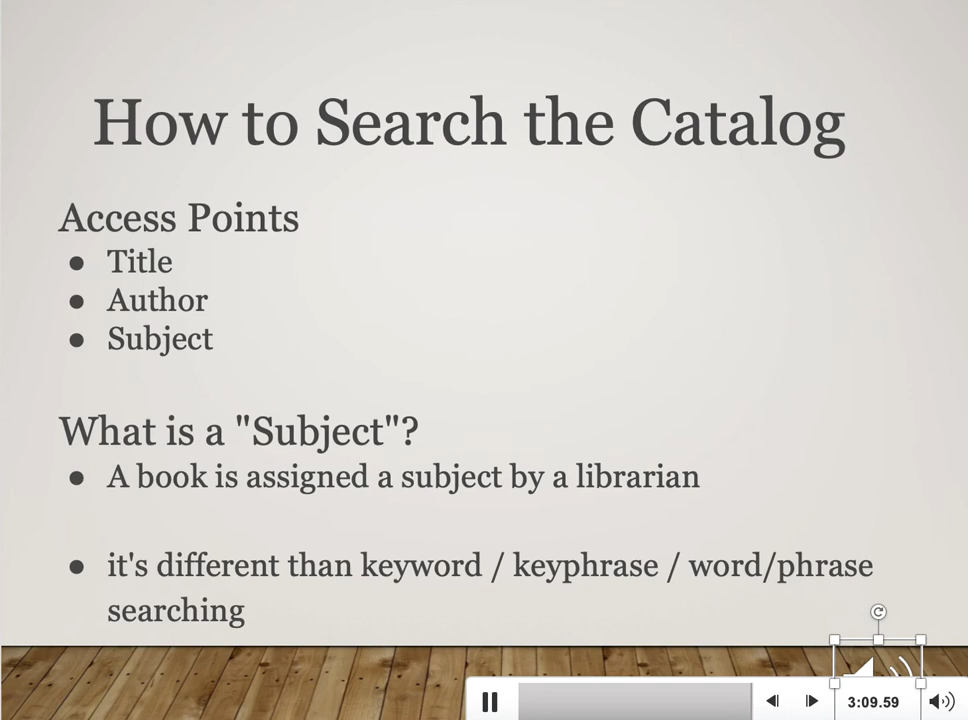 How to Search the Catalog
Access Points
● Title
● Author
● Subject
What is a "Subject"?
● A book is assigned a subject by a librarian
● it's different than keyword / keyphrase / word/phrase
searching
3:09.59